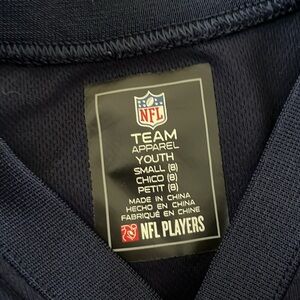 NFL
TEAM
APPAREL
YOUTH
SMALL (8)
CHICO (8)
PETIT (8)
MADE IN CHINA
HECHO EN CHINA
FABRIQUÉ EN CHINE
NFL PLAYERS